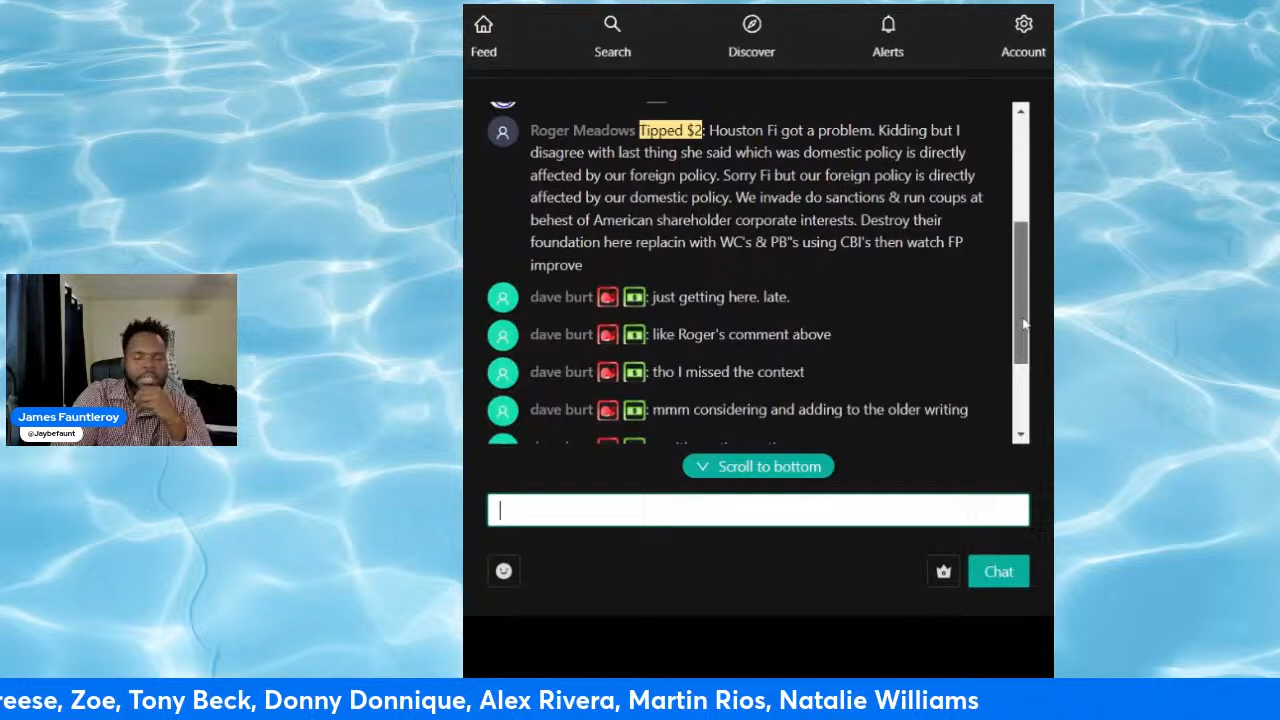 Feed
Search
Discover
Alerts
Account
Roger Meadows Tipped $2: Houston Fi got a problem. Kidding but I
disagree with last thing she said which was domestic policy is directly
affected by our foreign policy. Sorry Fi but our foreign policy is directly
affected by our domestic policy. We invade do sanctions & run coups at
behest of American shareholder corporate interests. Destroy their
foundation here replacin with WC's & PB"s using CBI's then watch FP
improve
dave burt : just getting here. late.
dave burt : like Roger's comment above
dave burt : tho I missed the context
dave burt : mmm considering and adding to the older writing
Scroll to bottom
Chat
James Fauntleroy
@Jaybefaunt
reese, Zoe, Tony Beck, Donny Donnique, Alex Rivera, Martin Rios, Natalie Williams